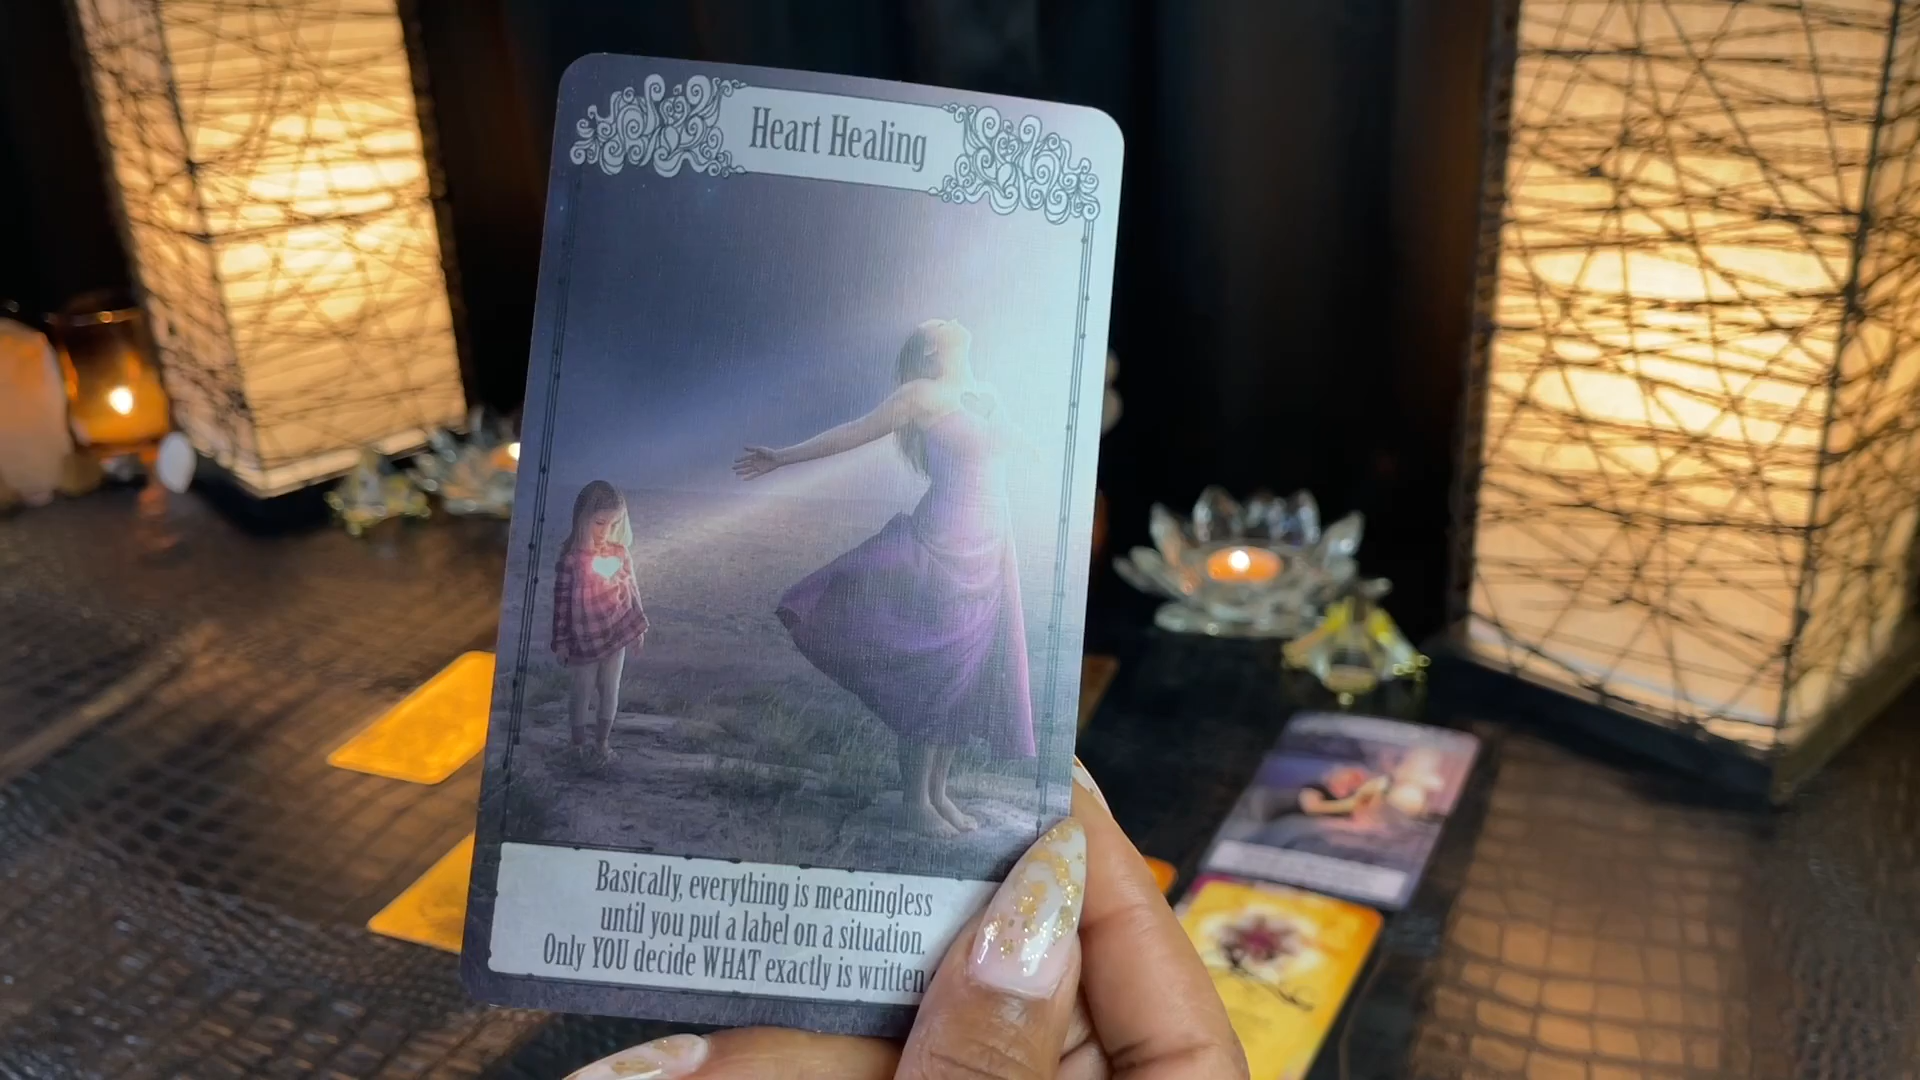 Heart Healing
Basically, everything is meaningless
until you put a label on a situation.
Only YOU decide WHAT exactly is written